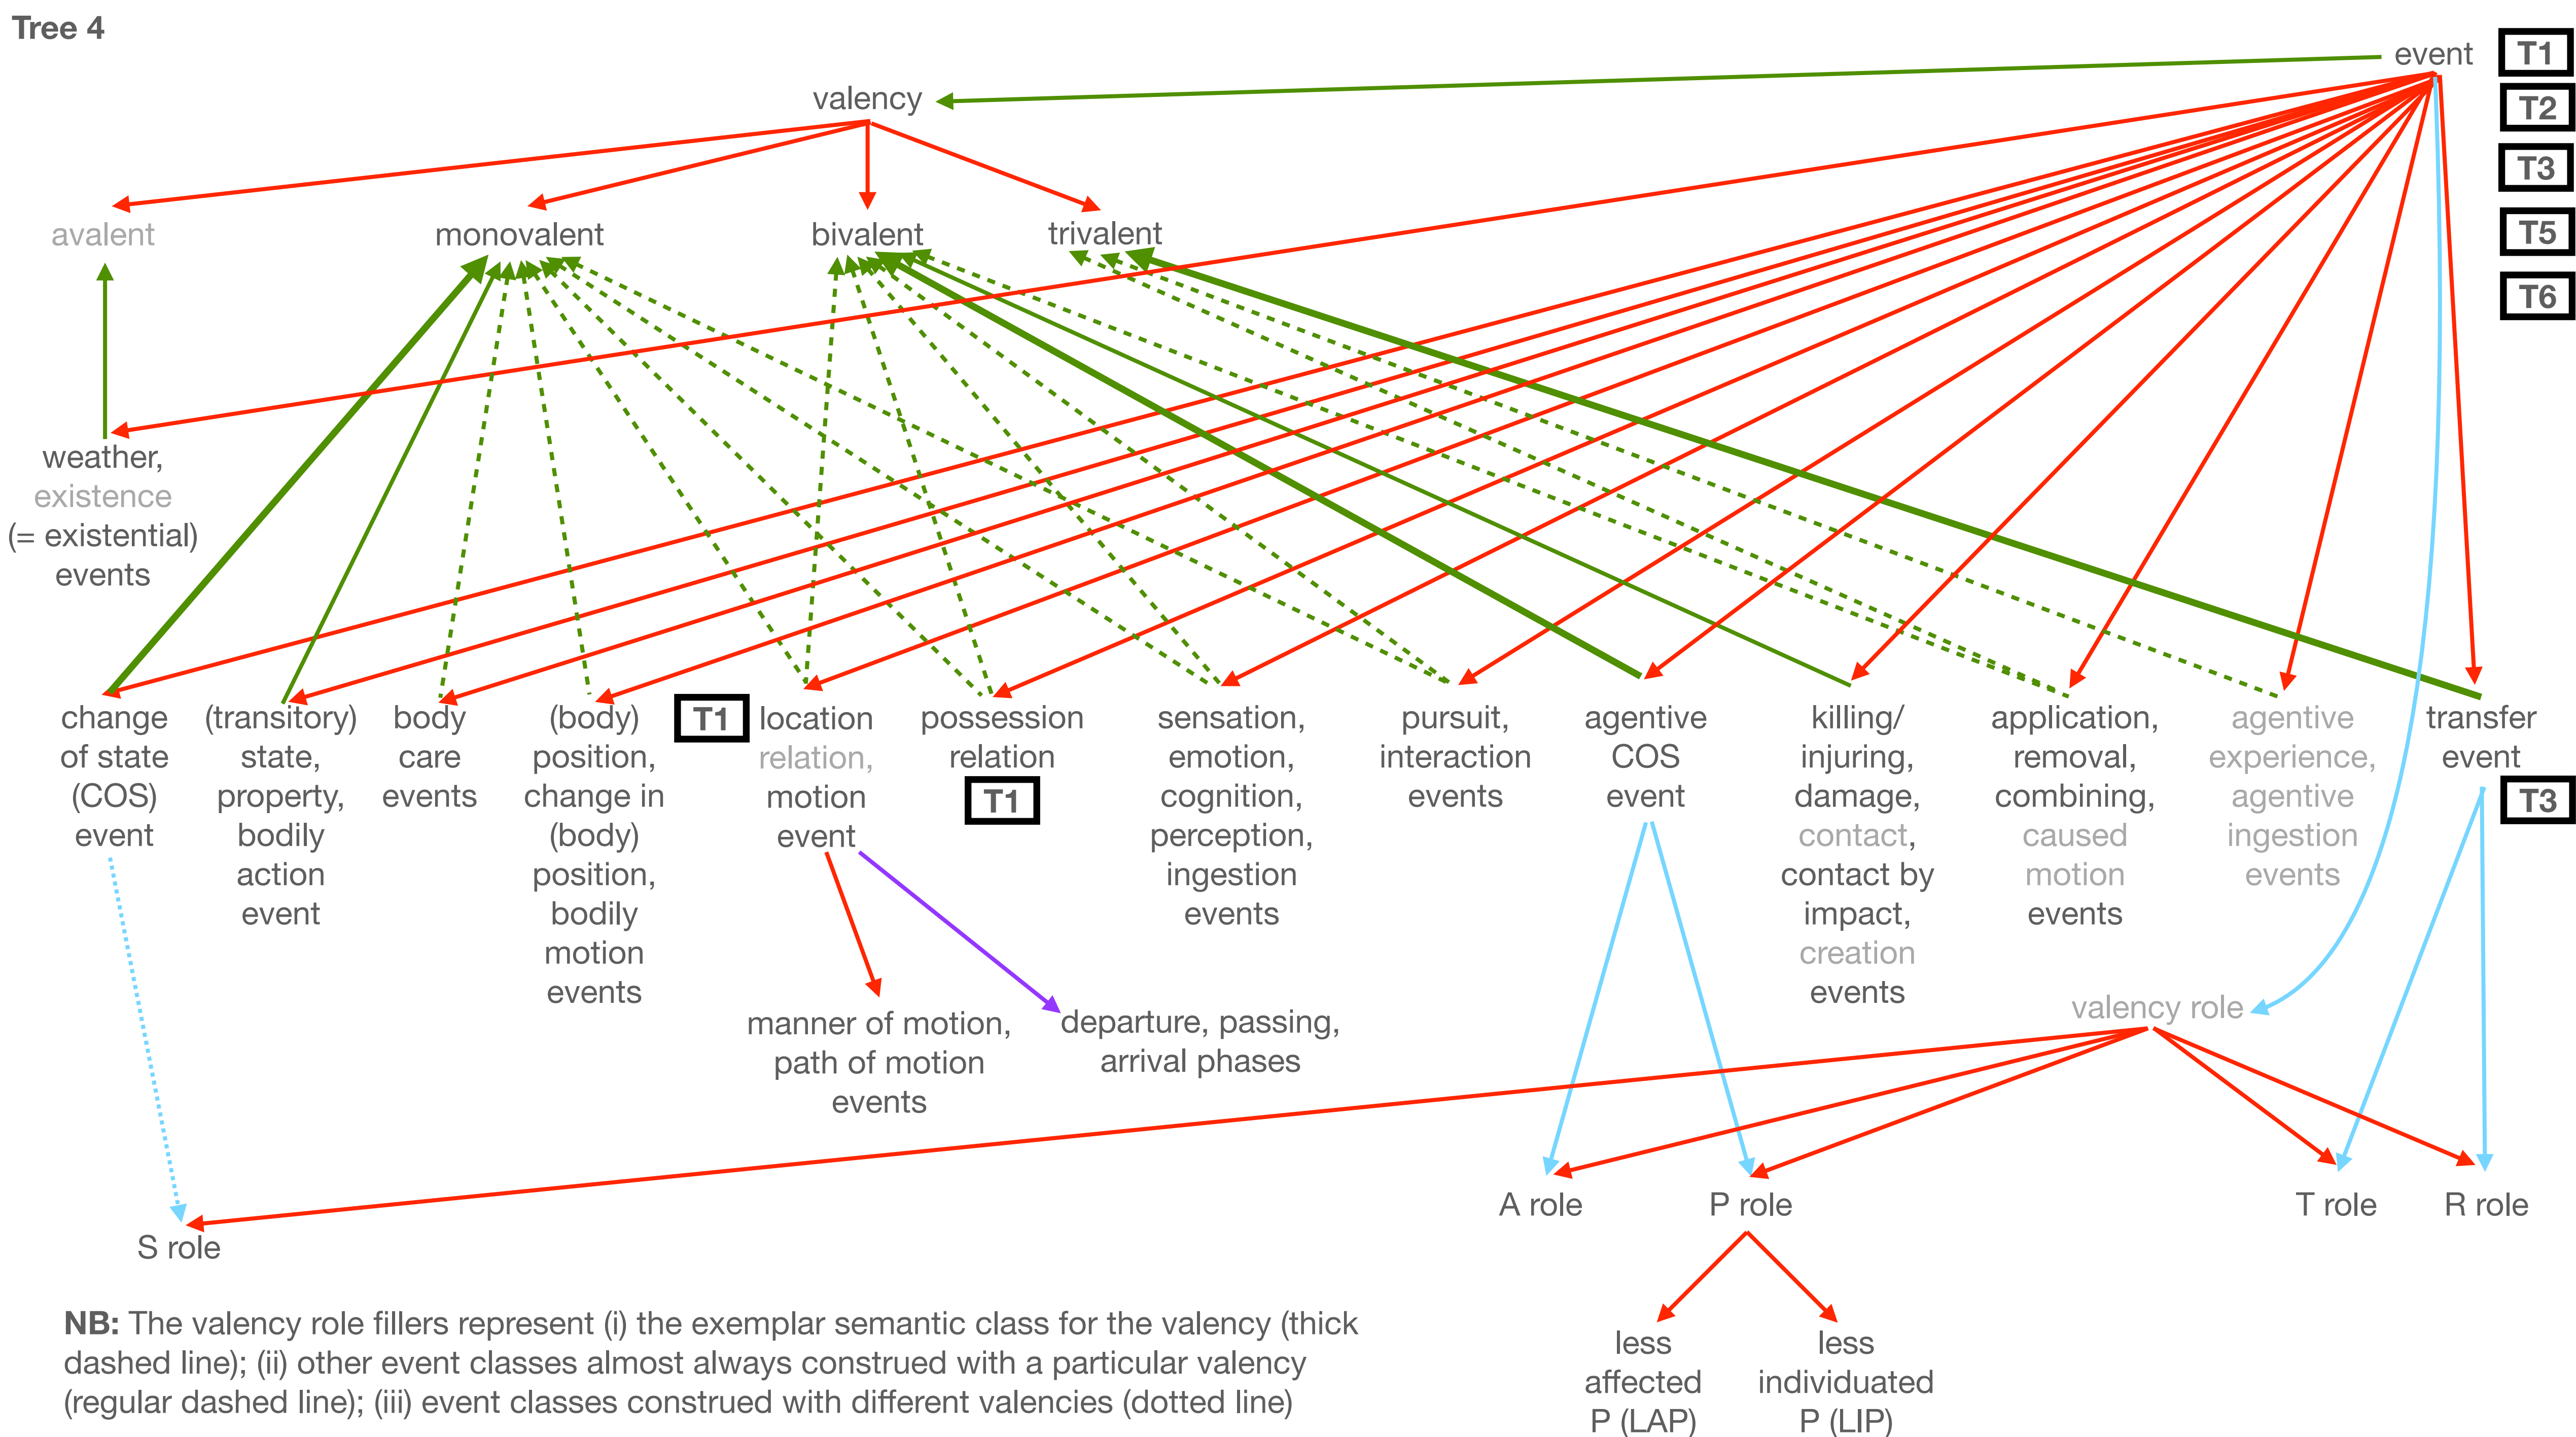 Tree 4
event
T1
T2
T3
T5
T6
valency
avalent
monovalent
bivalent
trivalent
weather,
existence
(= existential)
events
change
of state
(COS)
event
(transitory)
state,
property,
bodily
action
event
body
care
events
(body)
position,
change in
(body)
position,
bodily
motion
events
T1
location
relation,
motion
event
possession
relation
T1
sensation,
emotion,
cognition,
perception,
ingestion
events
pursuit,
interaction
events
agentive
COS
event
killing/
injuring,
damage,
contact,
contact by
impact,
creation
events
application,
removal,
combining,
caused
motion
events
agentive
experience,
agentive
ingestion
events
transfer
event
T3
manner of motion,
path of motion
events
departure, passing,
arrival phases
valency role
S role
A role
P role
T role
R role
less
affected
P (LAP)
less
individuated
P (LIP)
NB: The valency role fillers represent (i) the exemplar semantic class for the valency (thick
dashed line); (ii) other event classes almost always construed with a particular valency
(regular dashed line); (iii) event classes construed with different valencies (dotted line)